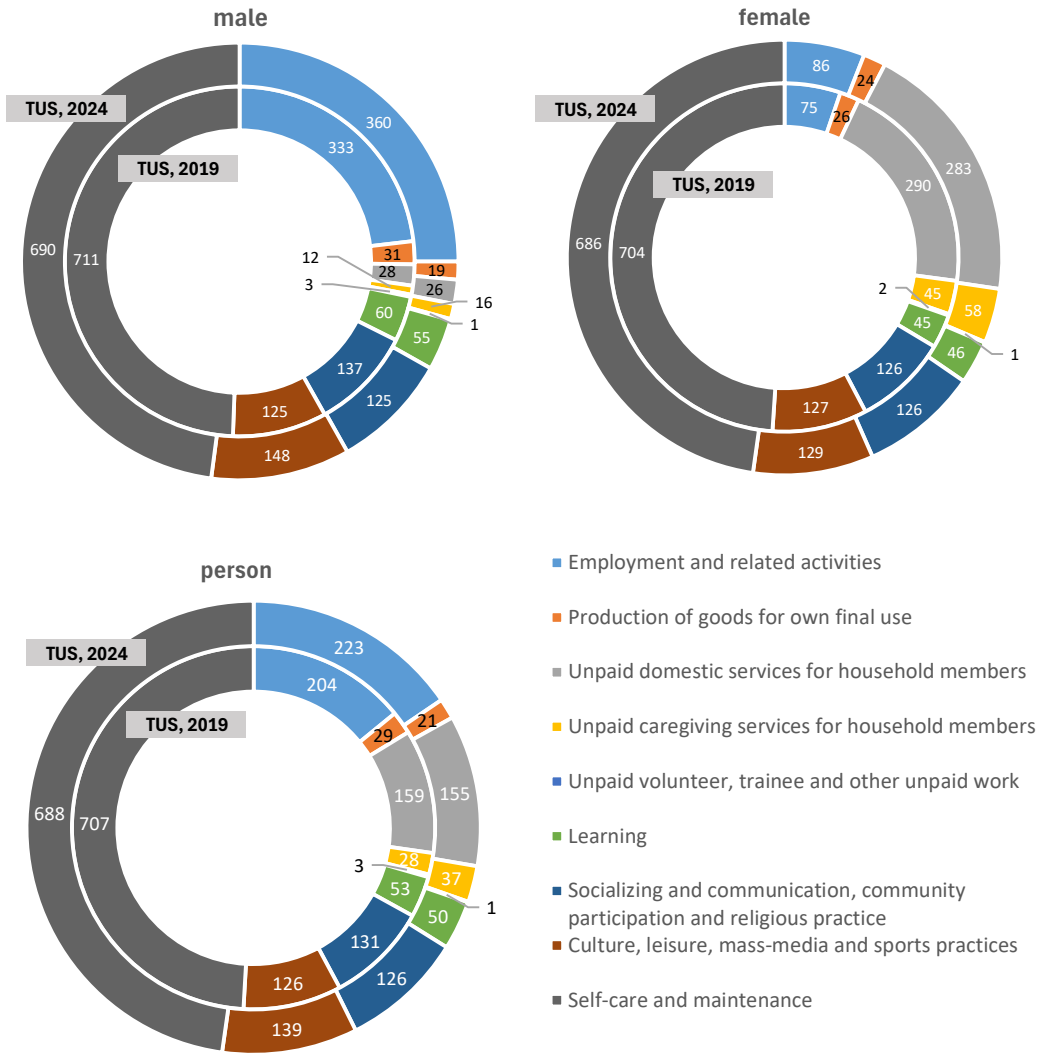 male
TUS, 2024
TUS, 2019
360
333
31
19
28
26
12
16
3
1
60
55
137
125
125
148
711
690
female
TUS, 2024
TUS, 2019
86
24
75
26
283
290
45
58
2
1
45
46
126
126
127
129
704
686
person
TUS, 2024
TUS, 2019
223
204
21
29
159
155
28
37
3
1
53
50
131
126
126
139
707
688
Employment and related activities
Production of goods for own final use
Unpaid domestic services for household members
Unpaid caregiving services for household members
Unpaid volunteer, trainee and other unpaid work
Learning
Socializing and communication, community
participation and religious practice
Culture, leisure, mass-media and sports practices
Self-care and maintenance